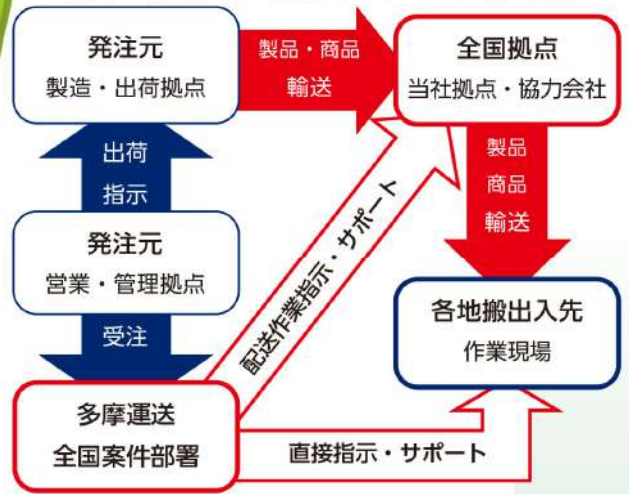 発注元
製造・出荷拠点
製品・商品
輸送
全国拠点
当社拠点・協力会社
出荷
指示
製品
商品
輸送
発注元
営業・管理拠点
受注
配送作業指示・サポート
各地搬出入先
作業現場
多摩運送
全国案件部署
直接指示・サポート